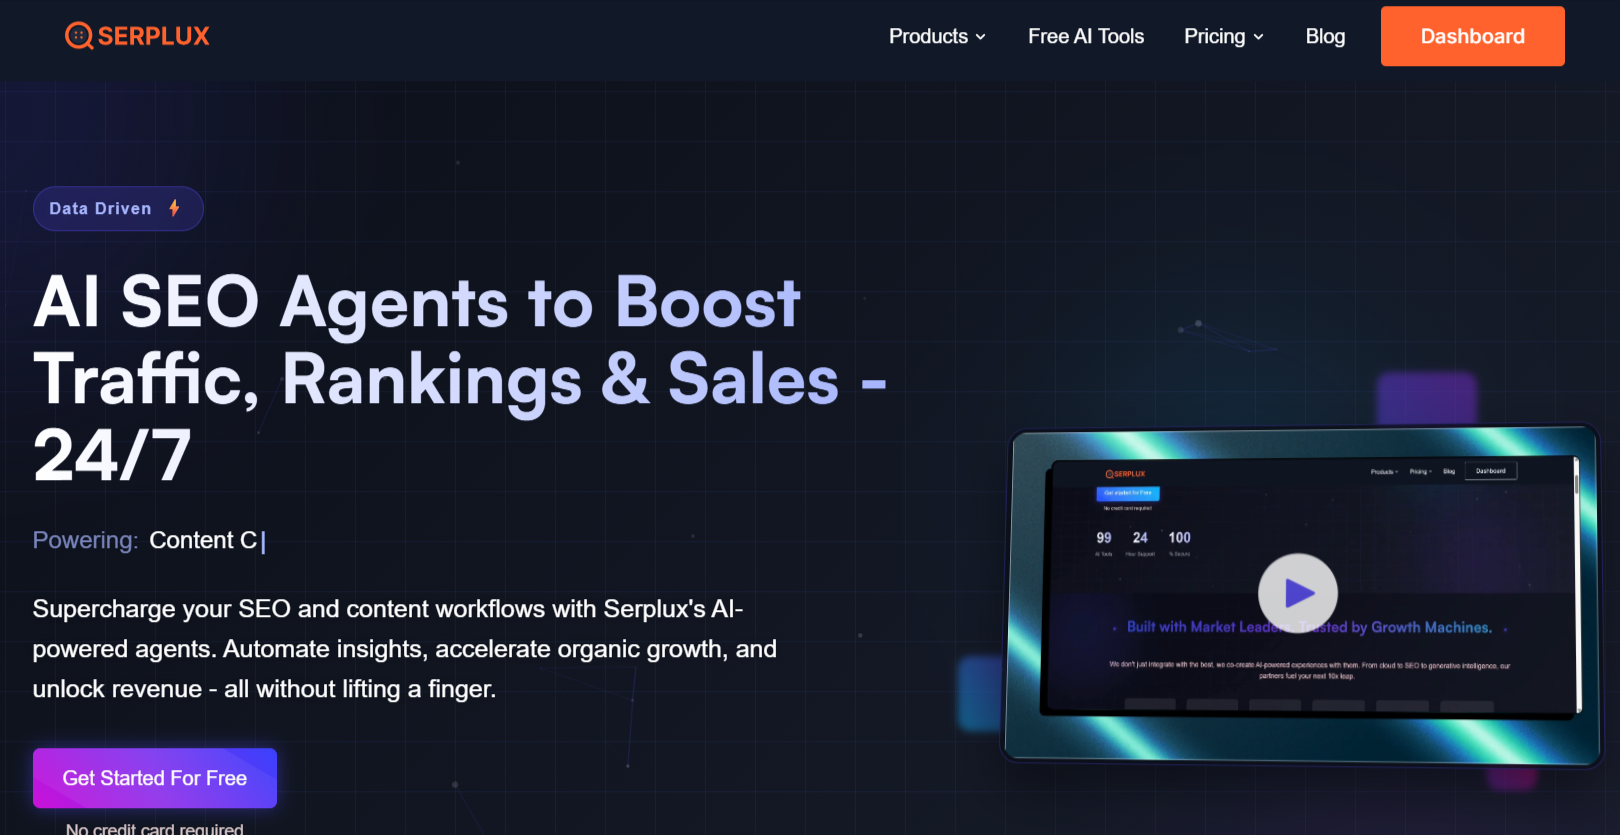 SERPLUX
Products
Free AI Tools
Pricing
Blog
Dashboard
Data Driven
AI SEO Agents to Boost
Traffic, Rankings & Sales -
24/7
Powering: Content C
Supercharge your SEO and content workflows with Serplux's AI-
powered agents. Automate insights, accelerate organic growth, and
unlock revenue - all without lifting a finger.
Get Started For Free
No credit card required
SERPLUX
Products
Pricing
Blog
Dashboard
Get started for Free
No credit card required
99
24
100
AI Tools
Hour Support
% Secure
Built with Market Leaders. Trusted by Growth Machines.
We don't just integrate with the best, we co-create AI-powered experiences with them. From cloud to SEO to generative intelligence, our
partners fuel your next 10x leap.